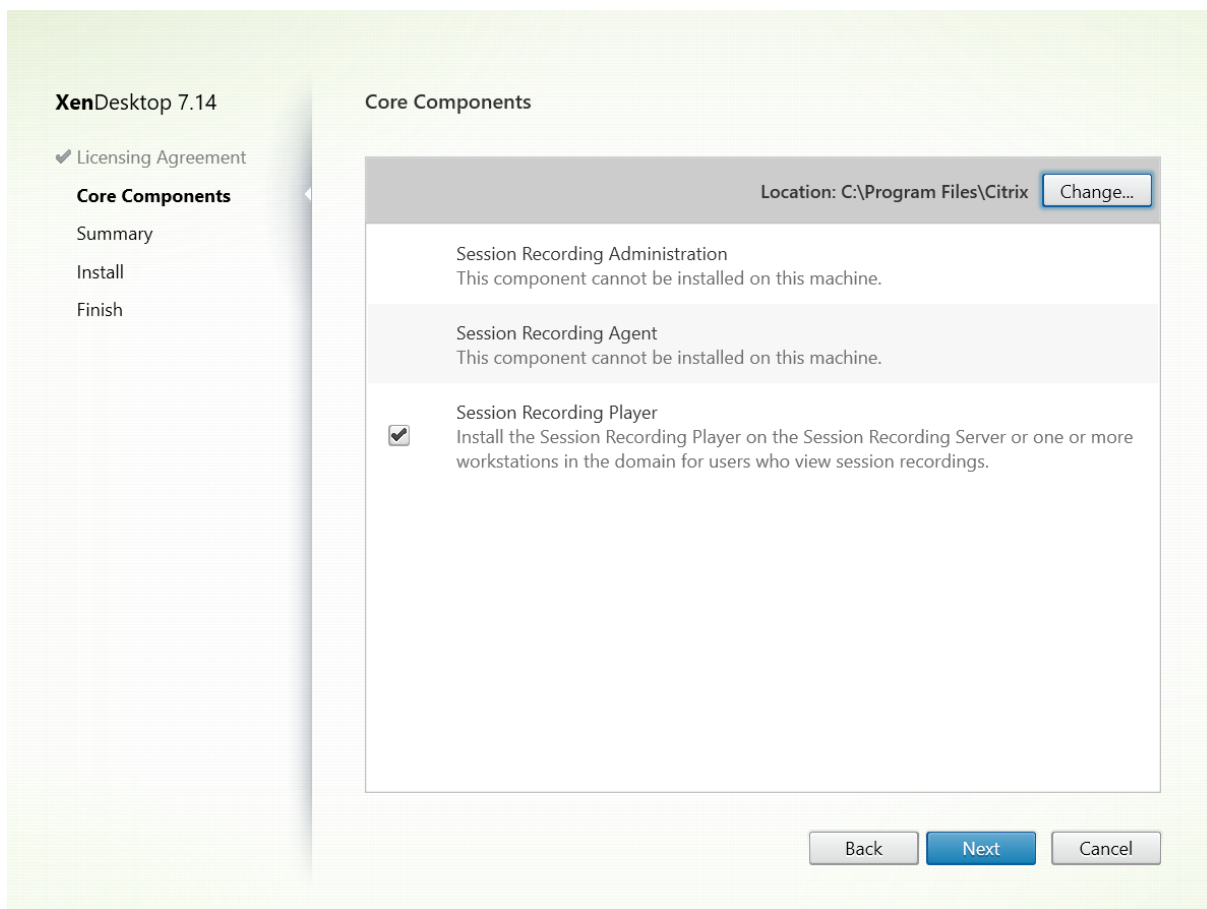 XenDesktop 7.14
Licensing Agreement
Core Components
Summary
Install
Finish
Core Components
Location: C:\Program Files\Citrix
Change...
Session Recording Administration
This component cannot be installed on this machine.
Session Recording Agent
This component cannot be installed on this machine.
Session Recording Player
Install the Session Recording Player on the Session Recording Server or one or more
workstations in the domain for users who view session recordings.
Back
Next
Cancel